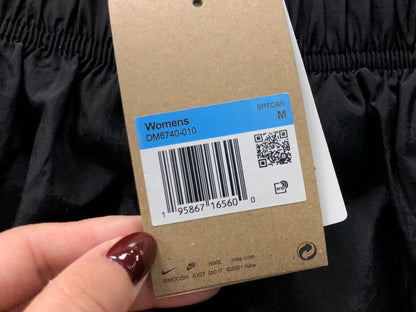 Womens
SPTCAS
DM6740-010
M
1 95867 16560 0
NIKE nike.com
SWOOSH JUST DO IT ©2021 Nike